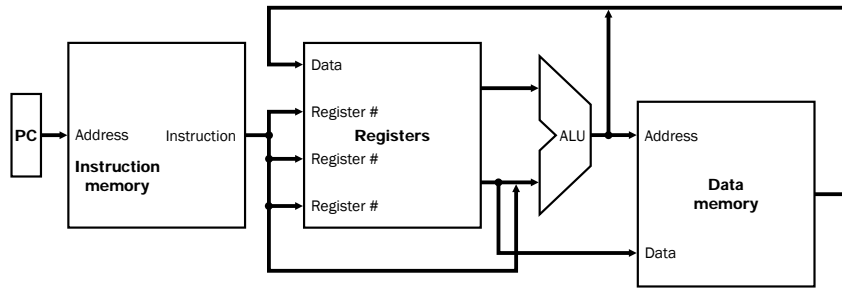 PC
Address
Instruction
Instruction
memory
Data
Register #
Registers
Register #
Register #
ALU
Address
Data
memory
Data